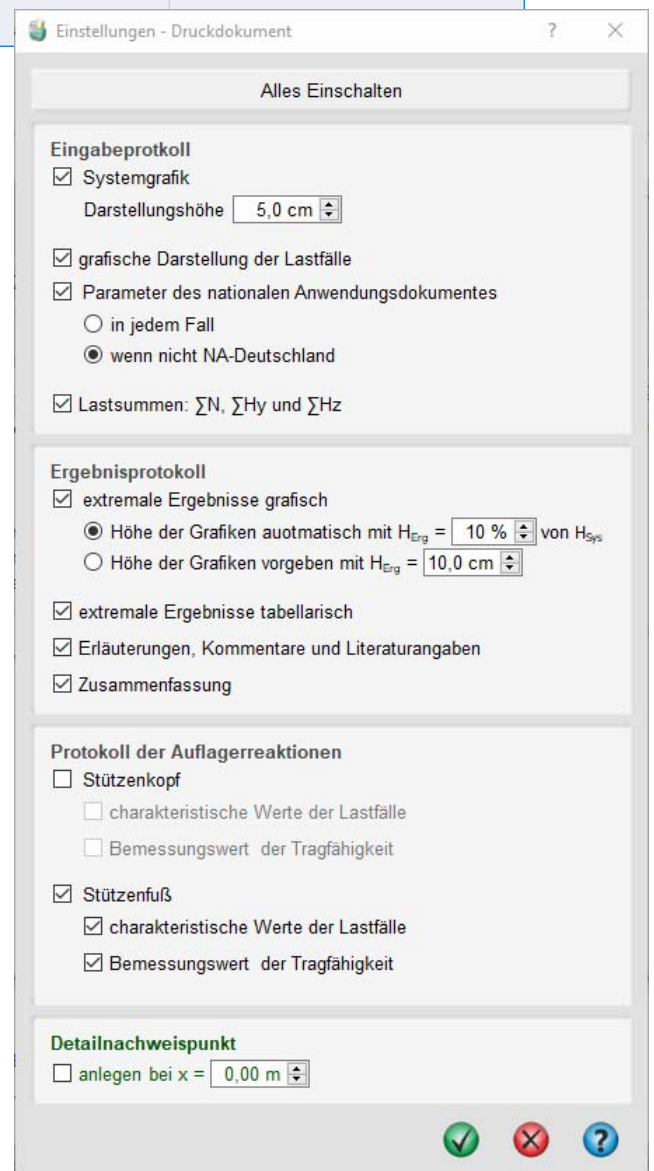 Einstellungen - Druckdokument ?
Alles Einschalten
Eingabeprotkoll
Systemgrafik
Darstellungshöhe 5,0 cm
grafische Darstellung der Lastfälle
Parameter des nationalen Anwendungsdokumentes
in jedem Fall
wenn nicht NA-Deutschland
Lastsummen: ∑N, ∑Hy und ∑Hz
Ergebnisprotokoll
extremale Ergebnisse grafisch
Höhe der Grafiken auotmatisch mit HErg = 10 % von HSys
Höhe der Grafiken vorgeben mit HErg = 10,0 cm
extremale Ergebnisse tabellarisch
Erläuterungen, Kommentare und Literaturangaben
Zusammenfassung
Protokoll der Auflagerreaktionen
Stützenkopf
charakteristische Werte der Lastfälle
Bemessungswert der Tragfähigkeit
Stützenfuß
charakteristische Werte der Lastfälle
Bemessungswert der Tragfähigkeit
Detailnachweispunkt
anlegen bei x = 0,00 m
?